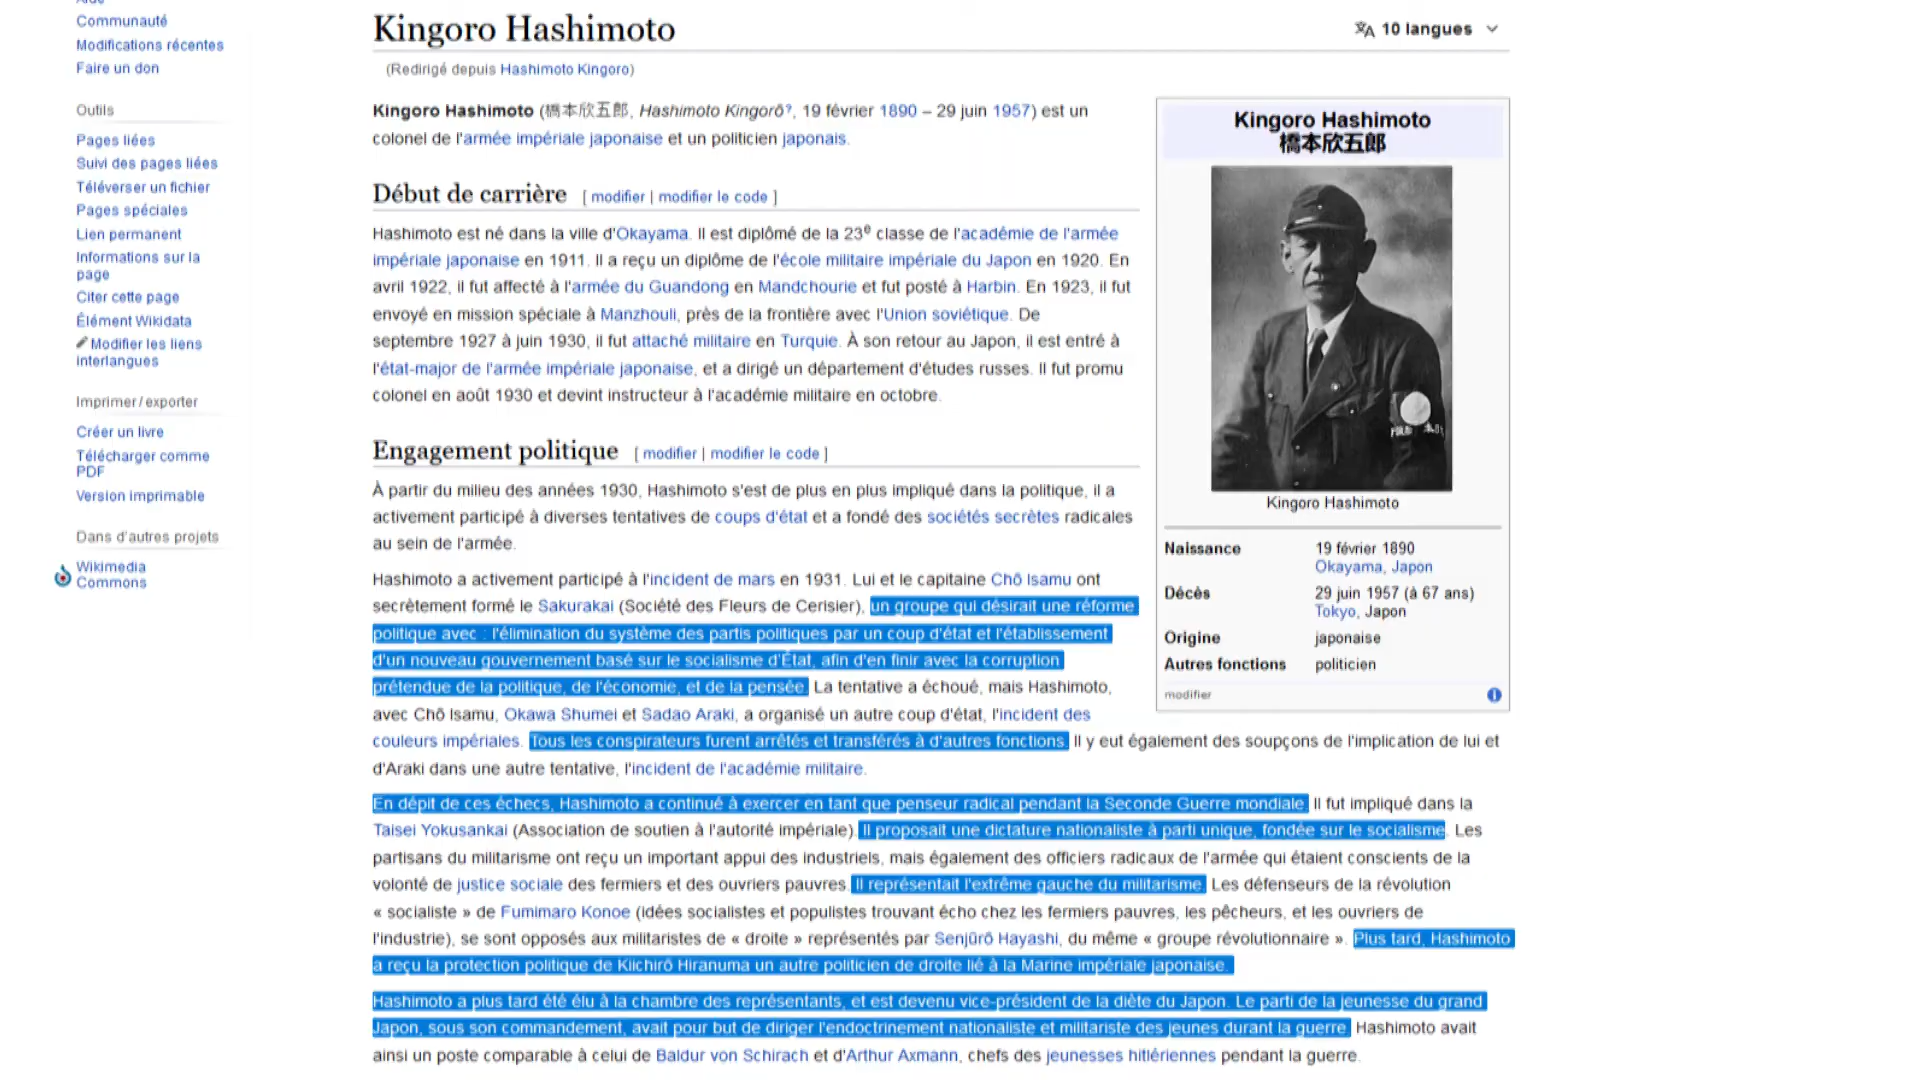 Aide
Communauté
Modifications récentes
Faire un don
Outils
Pages liées
Suivi des pages liées
Téléverser un fichier
Pages spéciales
Lien permanent
Informations sur la
page
Citer cette page
Élément Wikidata
Modifier les liens
interlangues
Imprimer / exporter
Créer un livre
Télécharger comme
PDF
Version imprimable
Dans d'autres projets
Wikimedia
Commons
Kingoro Hashimoto
10 langues
(Redirigé depuis Hashimoto Kingoro)
Kingoro Hashimoto (橋本欣五郎, Hashimoto Kingorō?, 19 février 1890 – 29 juin 1957) est un
colonel de l'armée impériale japonaise et un politicien japonais.
Début de carrière [ modifier | modifier le code ]
Hashimoto est né dans la ville d'Okayama. Il est diplômé de la 23e classe de l'académie de l'armée
impériale japonaise en 1911. Il a reçu un diplôme de l'école militaire impériale du Japon en 1920. En
avril 1922, il fut affecté à l'armée du Guandong en Mandchourie et fut posté à Harbin. En 1923, il fut
envoyé en mission spéciale à Manzhouli, près de la frontière avec l'Union soviétique. De
septembre 1927 à juin 1930, il fut attaché militaire en Turquie. À son retour au Japon, il est entré à
l'état-major de l'armée impériale japonaise, et a dirigé un département d'études russes. Il fut promu
colonel en août 1930 et devint instructeur à l'académie militaire en octobre.
Engagement politique [ modifier | modifier le code ]
À partir du milieu des années 1930, Hashimoto s'est de plus en plus impliqué dans la politique, il a
activement participé à diverses tentatives de coups d'état et a fondé des sociétés secrètes radicales
au sein de l'armée.
Hashimoto a activement participé à l'incident de mars en 1931. Lui et le capitaine Chō Isamu ont
secrètement formé le Sakurakai (Société des Fleurs de Cerisier), un groupe qui désirait une réforme
politique avec : l'élimination du système des partis politiques par un coup d'état et l'établissement
d'un nouveau gouvernement basé sur le socialisme d'État, afin d'en finir avec la corruption
prétendue de la politique, de l'économie, et de la pensée. La tentative a échoué, mais Hashimoto,
avec Chō Isamu, Okawa Shumei et Sadao Araki, a organisé un autre coup d'état, l'incident des
couleurs impériales. Tous les conspirateurs furent arrêtés et transférés à d'autres fonctions. Il y eut également des soupçons de l'implication de lui et
d'Araki dans une autre tentative, l'incident de l'académie militaire.
En dépit de ces échecs, Hashimoto a continué à exercer en tant que penseur radical pendant la Seconde Guerre mondiale. Il fut impliqué dans la
Taisei Yokusankai (Association de soutien à l'autorité impériale). Il proposait une dictature nationaliste à parti unique, fondée sur le socialisme. Les
partisans du militarisme ont reçu un important appui des industriels, mais également des officiers radicaux de l'armée qui étaient conscients de la
volonté de justice sociale des fermiers et des ouvriers pauvres. Il représentait l'extrême gauche du militarisme. Les défenseurs de la révolution
« socialiste » de Fumimaro Konoe (idées socialistes et populistes trouvant écho chez les fermiers pauvres, les pêcheurs, et les ouvriers de
l'industrie), se sont opposés aux militaristes de « droite » représentés par Senjūrō Hayashi, du même « groupe révolutionnaire ». Plus tard, Hashimoto
a reçu la protection politique de Kiichirō Hiranuma un autre politicien de droite lié à la Marine impériale japonaise.
Hashimoto a plus tard été élu à la chambre des représentants, et est devenu vice-président de la diète du Japon. Le parti de la jeunesse du grand
Japon, sous son commandement, avait pour but de diriger l'endoctrinement nationaliste et militariste des jeunes durant la guerre. Hashimoto avait
ainsi un poste comparable à celui de Baldur von Schirach et d'Arthur Axmann, chefs des jeunesses hitlériennes pendant la guerre.
Kingoro Hashimoto
橋本欣五郎
Kingoro Hashimoto
Naissance 19 février 1890
Okayama, Japon
Décès 29 juin 1957 (à 67 ans)
Tokyo, Japon
Origine japonaise
Autres fonctions politicien
modifier